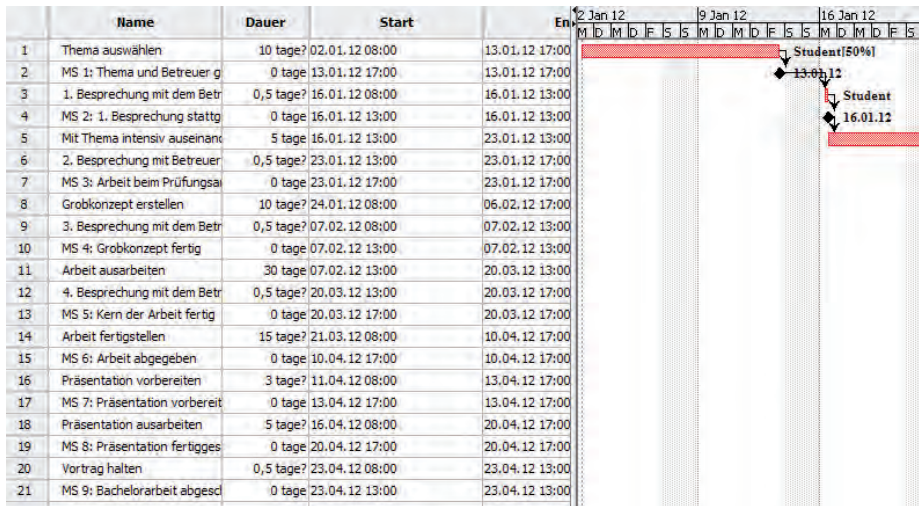 Name Dauer Start En 2 Jan 12 9 Jan 12 16 Jan 12
M D M D F S S M D M D F S S M D M D F S
1 Thema auswählen 10 tage? 02.01.12 08:00 13.01.12 17:00 Student[50%]
2 MS 1: Thema und Betreuer g 0 tage 13.01.12 17:00 13.01.12 17:00 13.01.12
3 1. Besprechung mit dem Betr 0,5 tage? 16.01.12 08:00 16.01.12 13:00 Student
4 MS 2: 1. Besprechung stattg 0 tage 16.01.12 13:00 16.01.12 13:00 16.01.12
5 Mit Thema intensiv auseinand 5 tage 16.01.12 13:00 23.01.12 13:00
6 2. Besprechung mit Betreuer 0,5 tage? 23.01.12 13:00 23.01.12 17:00
7 MS 3: Arbeit beim Prüfungsa 0 tage 23.01.12 17:00 23.01.12 17:00
8 Grobkonzept erstellen 10 tage? 24.01.12 08:00 06.02.12 17:00
9 3. Besprechung mit dem Betr 0,5 tage? 07.02.12 08:00 07.02.12 13:00
10 MS 4: Grobkonzept fertig 0 tage 07.02.12 13:00 07.02.12 13:00
11 Arbeit ausarbeiten 30 tage 07.02.12 13:00 20.03.12 13:00
12 4. Besprechung mit dem Betr 0,5 tage? 20.03.12 13:00 20.03.12 17:00
13 MS 5: Kern der Arbeit fertig 0 tage 20.03.12 17:00 20.03.12 17:00
14 Arbeit fertigstellen 15 tage? 21.03.12 08:00 10.04.12 17:00
15 MS 6: Arbeit abgegeben 0 tage 10.04.12 17:00 10.04.12 17:00
16 Präsentation vorbereiten 3 tage? 11.04.12 08:00 13.04.12 17:00
17 MS 7: Präsentation vorbereit 0 tage 13.04.12 17:00 13.04.12 17:00
18 Präsentation ausarbeiten 5 tage? 16.04.12 08:00 20.04.12 17:00
19 MS 8: Präsentation fertigges 0 tage 20.04.12 17:00 20.04.12 17:00
20 Vortrag halten 0,5 tage? 23.04.12 08:00 23.04.12 13:00
21 MS 9: Bachelorarbeit abgescl 0 tage 23.04.12 13:00 23.04.12 13:00